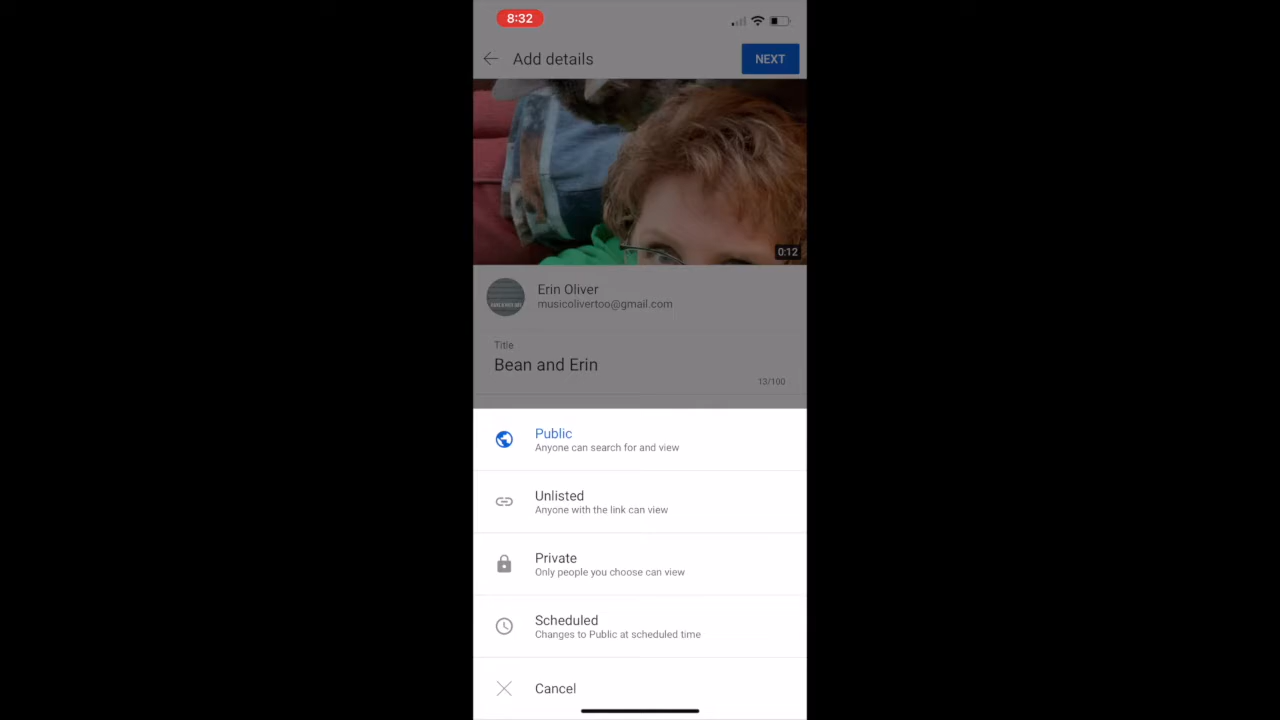 8:32
Add details
NEXT
0:12
Erin Oliver
musicolivertoo@gmail.com
Title
Bean and Erin
13/100
Public
Anyone can search for and view
Unlisted
Anyone with the link can view
Private
Only people you choose can view
Scheduled
Changes to Public at scheduled time
Cancel